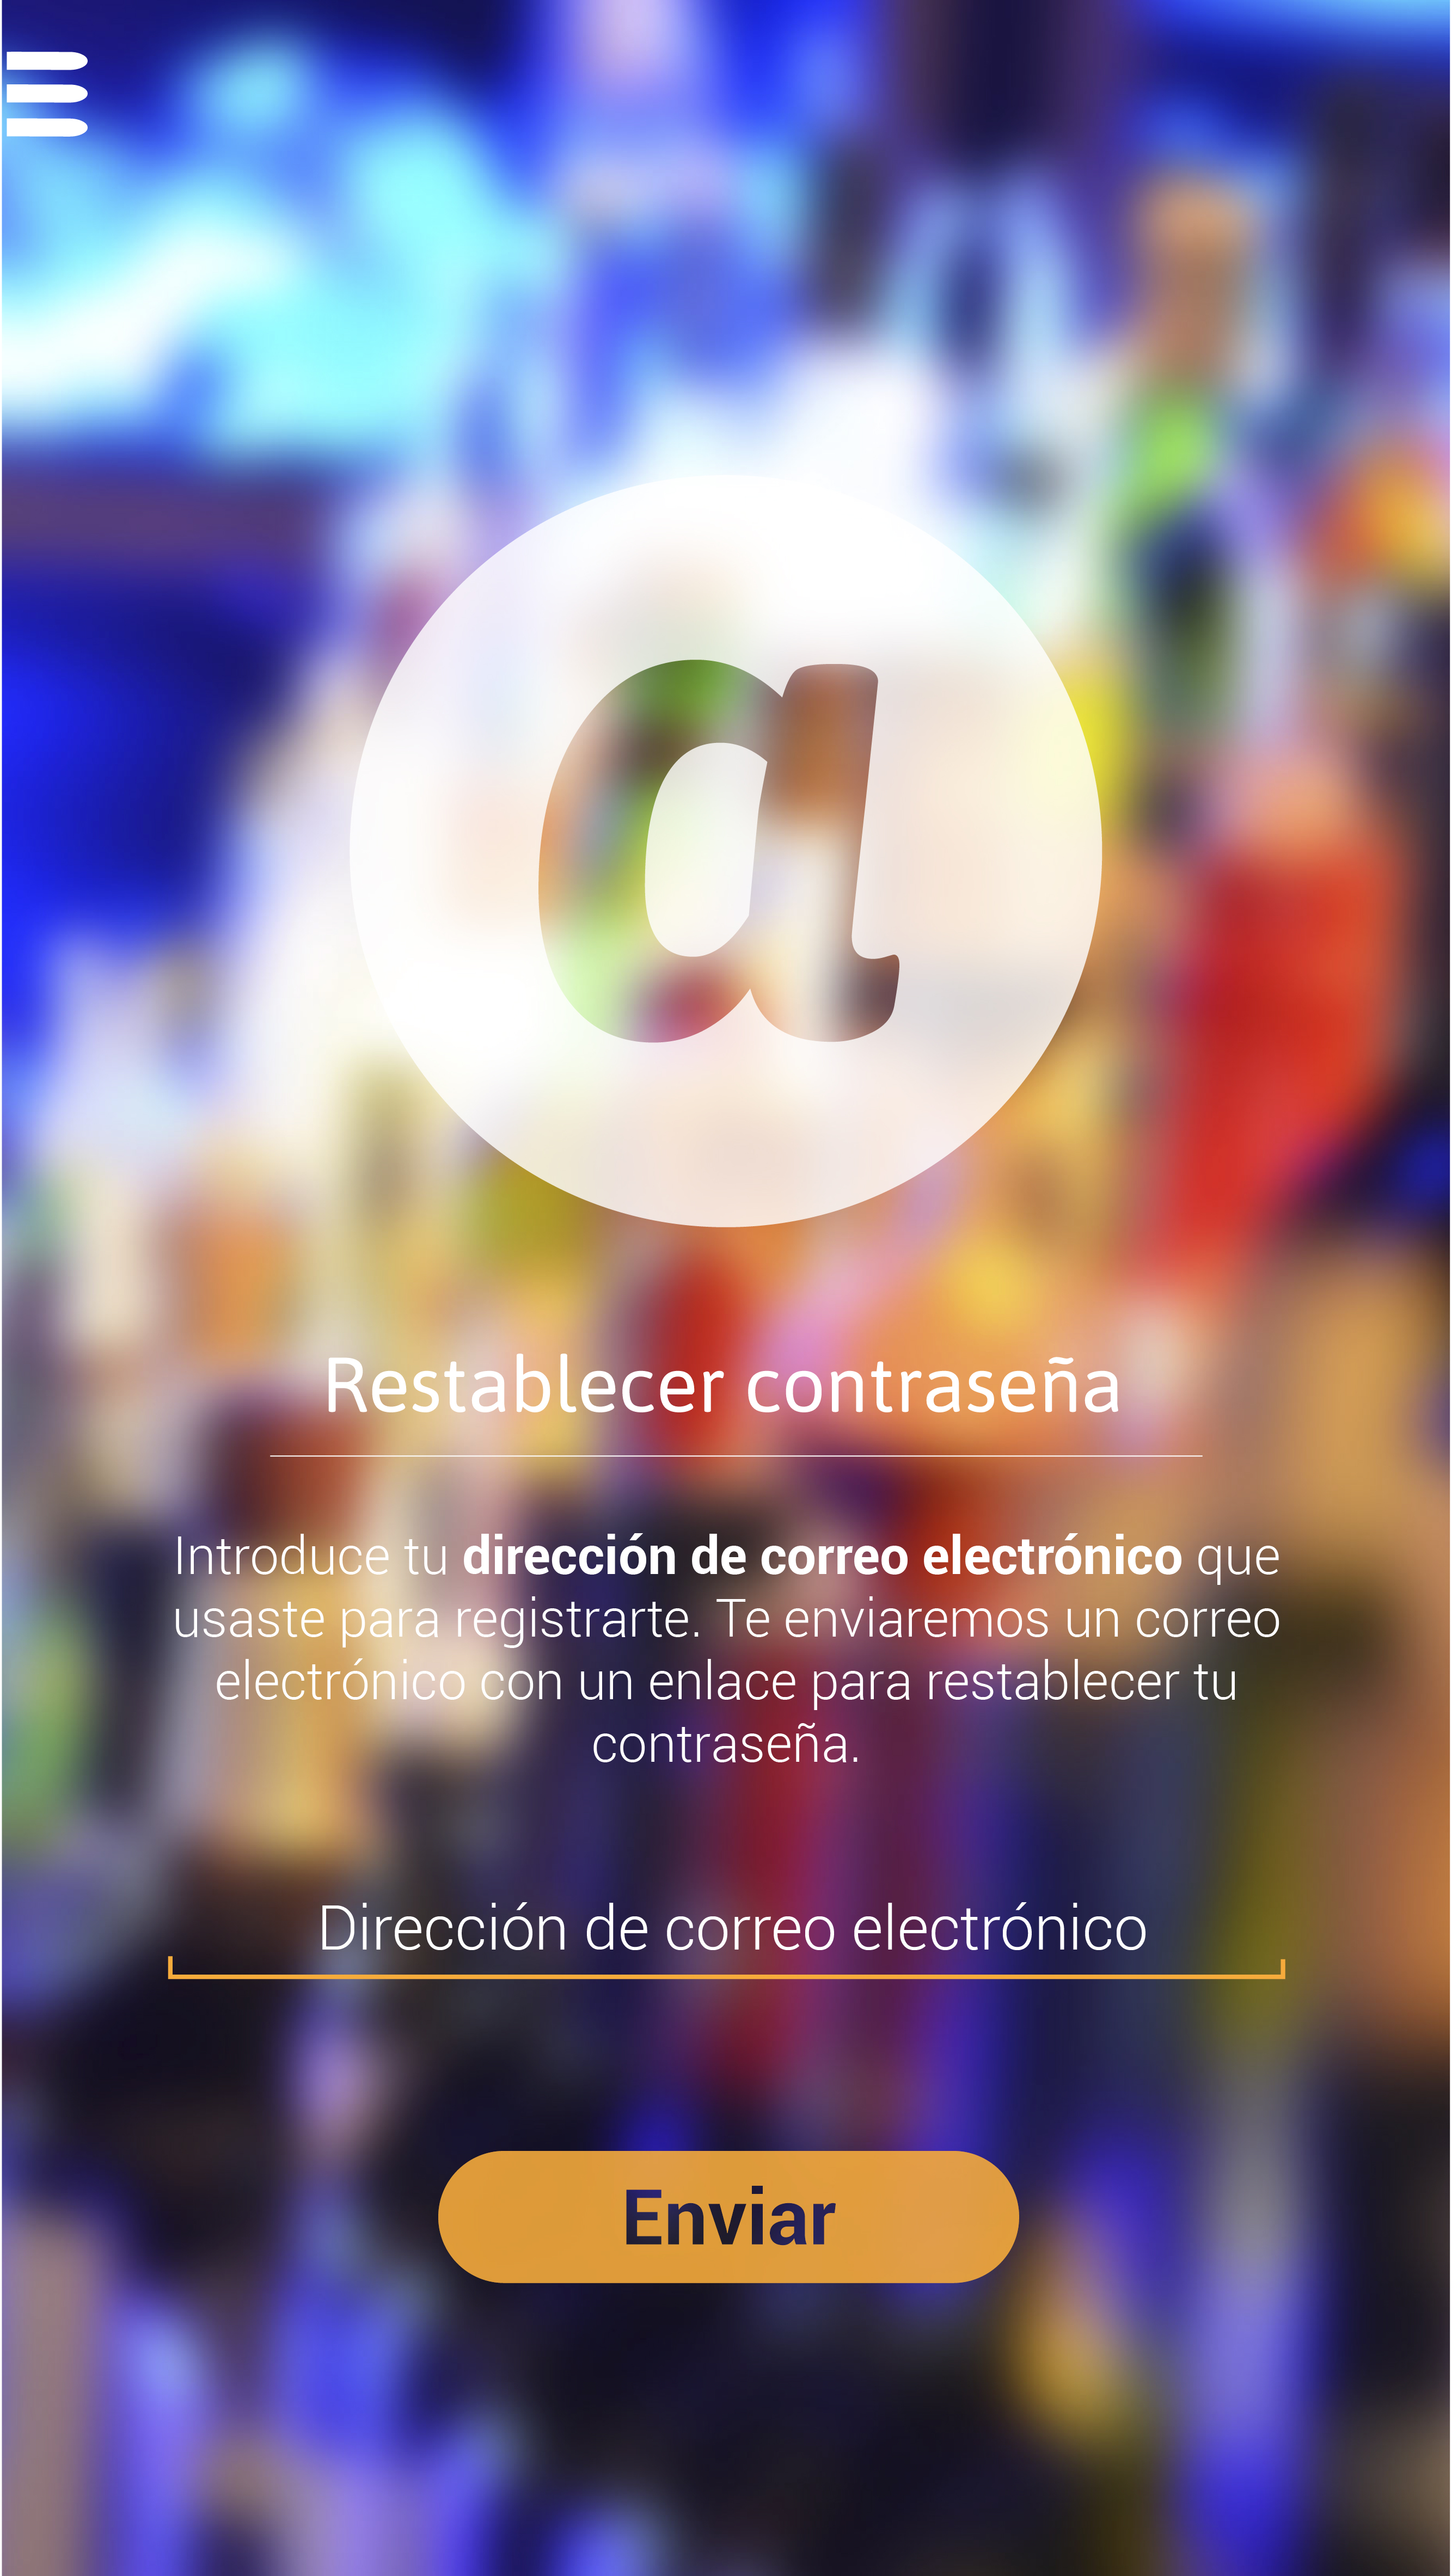 a
Restablecer contraseña
Introduce tu dirección de correo electrónico que
usaste para registrarte. Te enviaremos un correo
electrónico con un enlace para restablecer tu
contraseña.
Dirección de correo electrónico
Enviar